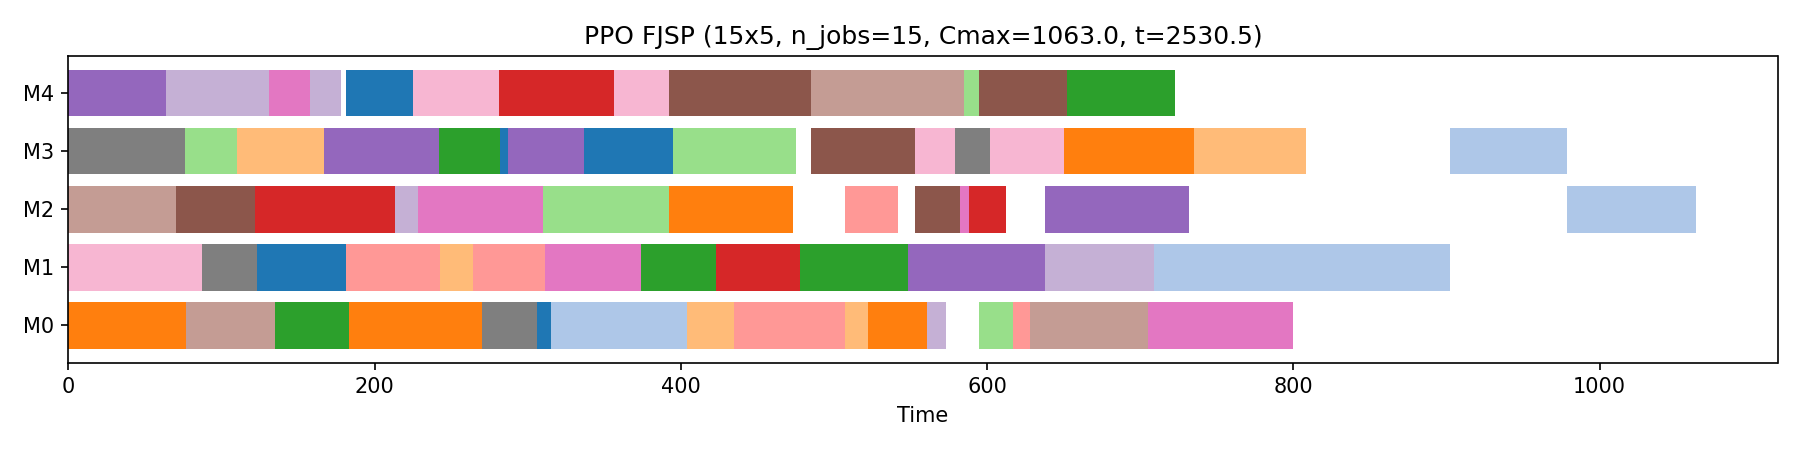 PPO FJSP (15x5, n_jobs=15, Cmax=1063.0, t=2530.5)
M4
M3
M2
M1
M0
0 200 400 600 800 1000
Time